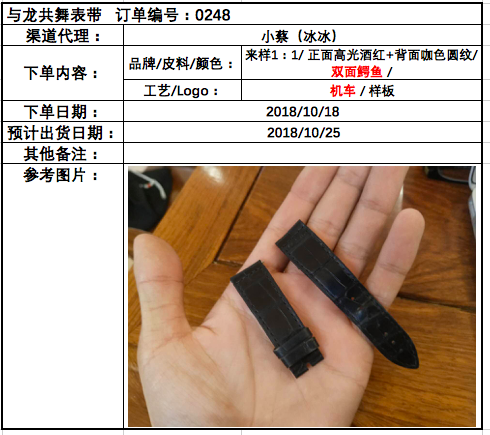 与龙共舞表带 订单编号：0248
渠道代理： 小蔡（冰冰）
下单内容： 品牌/皮料/颜色： 来样1：1/ 正面高光酒红+背面咖色圆纹/
双面鳄鱼 /
工艺/Logo： 机车 / 样板
下单日期： 2018/10/18
预计出货日期： 2018/10/25
其他备注：
参考图片：